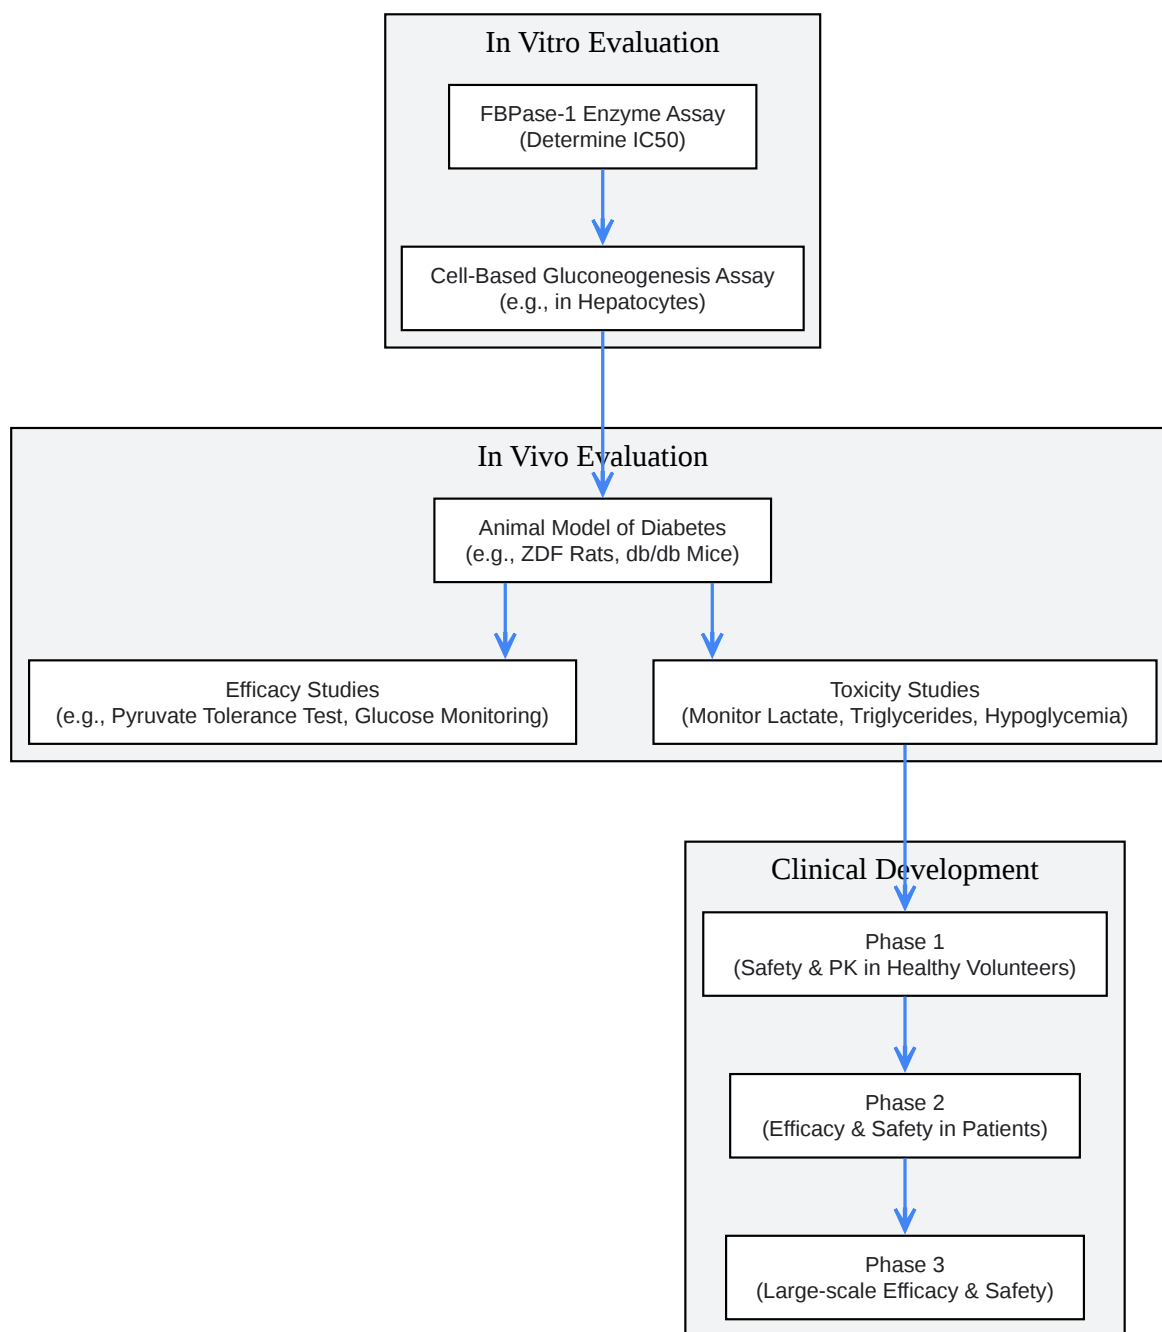 In Vitro Evaluation
FBPase-1 Enzyme Assay
(Determine IC50)
Cell-Based Gluconeogenesis Assay
(e.g., in Hepatocytes)
In Vivo Evaluation
Animal Model of Diabetes
(e.g., ZDF Rats, db/db Mice)
Efficacy Studies
(e.g., Pyruvate Tolerance Test, Glucose Monitoring)
Toxicity Studies
(Monitor Lactate, Triglycerides, Hypoglycemia)
Clinical Development
Phase 1
(Safety & PK in Healthy Volunteers)
Phase 2
(Efficacy & Safety in Patients)
Phase 3
(Large-scale Efficacy & Safety)